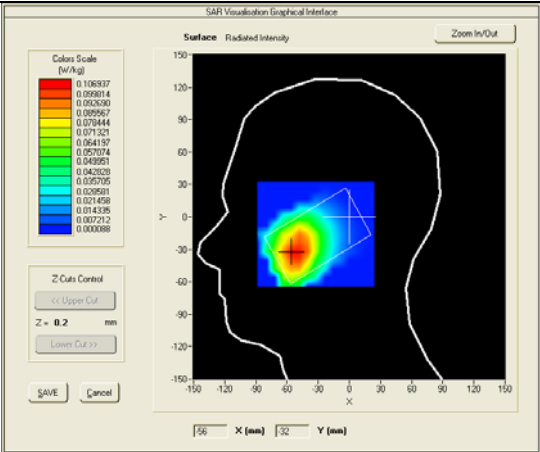 SAR Visualisation Graphical Interface
Surface Radiated Intensity
Zoom In/Out
Colors Scale
(W/kg)
0.106937
0.099814
0.092690
0.085567
0.078444
0.071321
0.064197
0.057074
0.049951
0.042828
0.035705
0.028581
0.021458
0.014335
0.007212
0.000088
Z-Cuts Control
<< Upper Cut
Z = 0.2 mm
Lower Cut >>
SAVE Cancel
150
120
90
60
30
0
-30
-60
-90
-120
-150
Y
-150 -120 -90 -60 -30 0 30 60 90 120 150
X
-56 X (mm) -32 Y (mm)